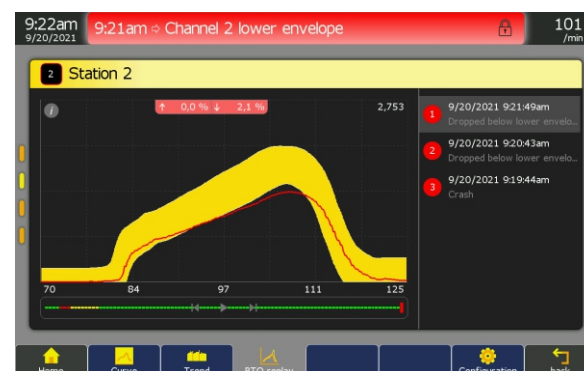 9:22am
9/20/2021
9:21am ⇨ Channel 2 lower envelope
101
/min
2 Station 2
i
↑ 0,0 % ↓ 2,1 %
2,753
70 84 97 111 125
1 9/20/2021 9:21:49am
Dropped below lower envelo...
2 9/20/2021 9:20:43am
Dropped below lower envelo...
3 9/20/2021 9:19:44am
Crash
Home Curve Trend RTQ replay Configuration back